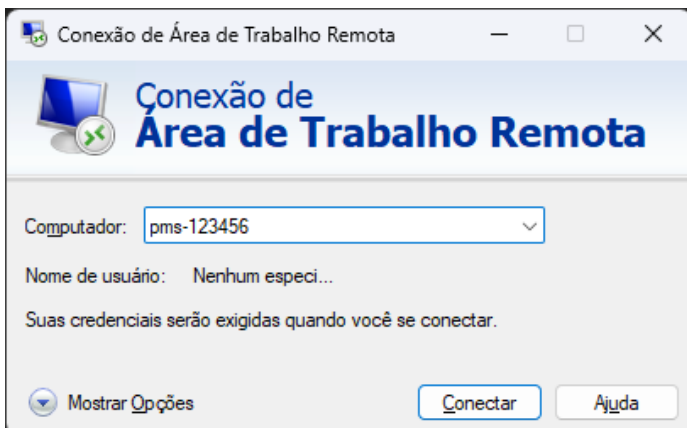 Conexão de Área de Trabalho Remota
Conexão de
Área de Trabalho Remota
Computador: pms-123456
Nome de usuário: Nenhum especi...
Suas credenciais serão exigidas quando você se conectar.
Mostrar Opções Conectar Ajuda